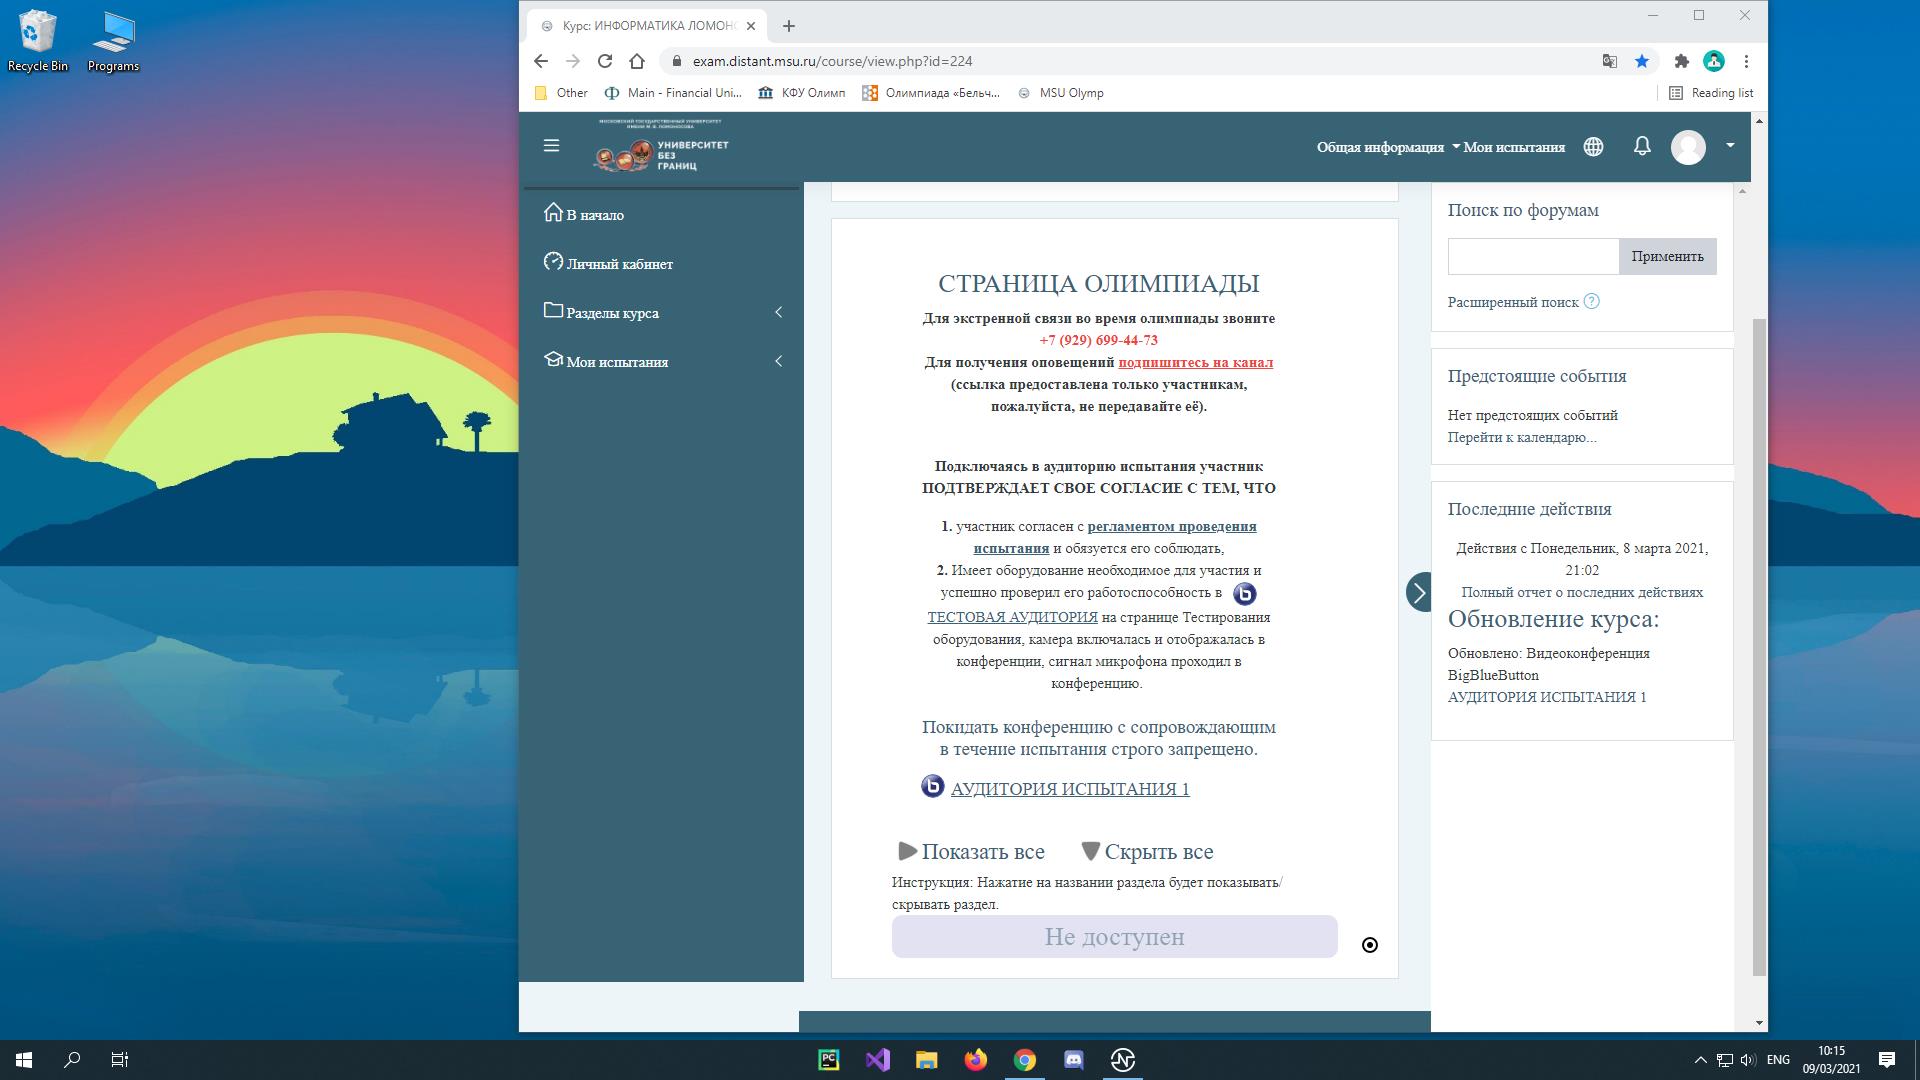 Recycle Bin
Programs
Курс: ИНФОРМАТИКА ЛОМОНО
exam.distant.msu.ru/course/view.php?id=224
Other
Main - Financial Uni...
КФУ Олимп
Олимпиада «Бельч...
MSU Olymp
Reading list
МОСКОВСКИЙ ГОСУДАРСТВЕННЫЙ УНИВЕРСИТЕТ
ИМЕНИ М. В. ЛОМОНОСОВА
УНИВЕРСИТЕТ
БЕЗ
ГРАНИЦ
Общая информация
Мои испытания
В начало
Личный кабинет
Разделы курса
Мои испытания
СТРАНИЦА ОЛИМПИАДЫ
Для экстренной связи во время олимпиады звоните
+7 (929) 699-44-73
Для получения оповещений подпишитесь на канал
(ссылка предоставлена только участникам,
пожалуйста, не передавайте её).
Подключаясь в аудиторию испытания участник
ПОДТВЕРЖДАЕТ СВОЕ СОГЛАСИЕ С ТЕМ, ЧТО
1. участник согласен с регламентом проведения
испытания и обязуется его соблюдать,
2. Имеет оборудование необходимое для участия и
успешно проверил его работоспособность в
ТЕСТОВАЯ АУДИТОРИЯ на странице Тестирования
оборудования, камера включалась и отображалась в
конференции, сигнал микрофона проходил в
конференцию.
Покидать конференцию с сопровождающим
в течение испытания строго запрещено.
АУДИТОРИЯ ИСПЫТАНИЯ 1
Показать все
Скрыть все
Инструкция: Нажатие на названии раздела будет показывать/
скрывать раздел.
Не доступен
Поиск по форумам
Применить
Расширенный поиск
Предстоящие события
Нет предстоящих событий
Перейти к календарю...
Последние действия
Действия с Понедельник, 8 марта 2021,
21:02
Полный отчет о последних действиях
Обновление курса:
Обновлено: Видеоконференция
BigBlueButton
АУДИТОРИЯ ИСПЫТАНИЯ 1
PC
ENG
10:15
09/03/2021